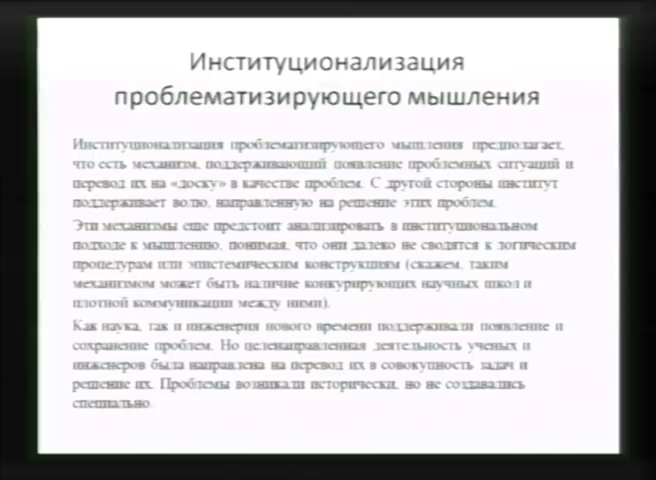 Институционализация
проблематизирующего мышления
Институционализация проблематизирующего мышления предполагает,
что есть механизм, поддерживающий появление проблемных ситуаций и
перевод их на «доску» в качестве проблем. С другой стороны институт
поддерживает волю, направленную на решение этих проблем.
Эти механизмы еще предстоит анализировать в институциональном
подходе к мышлению, понимая, что они далеко не сводятся к логическим
процедурам или эпистемическим конструкциям (скажем, таким
механизмом может быть наличие конкурирующих научных школ и
плотной коммуникации между ними).
Как наука, так и инженерия нового времени поддерживали появление и
сохранение проблем. Но целенаправленная деятельность ученых и
инженеров была направлена на перевод их в совокупность задач и
решение их. Проблемы возникали исторически, но не создавались
специально.